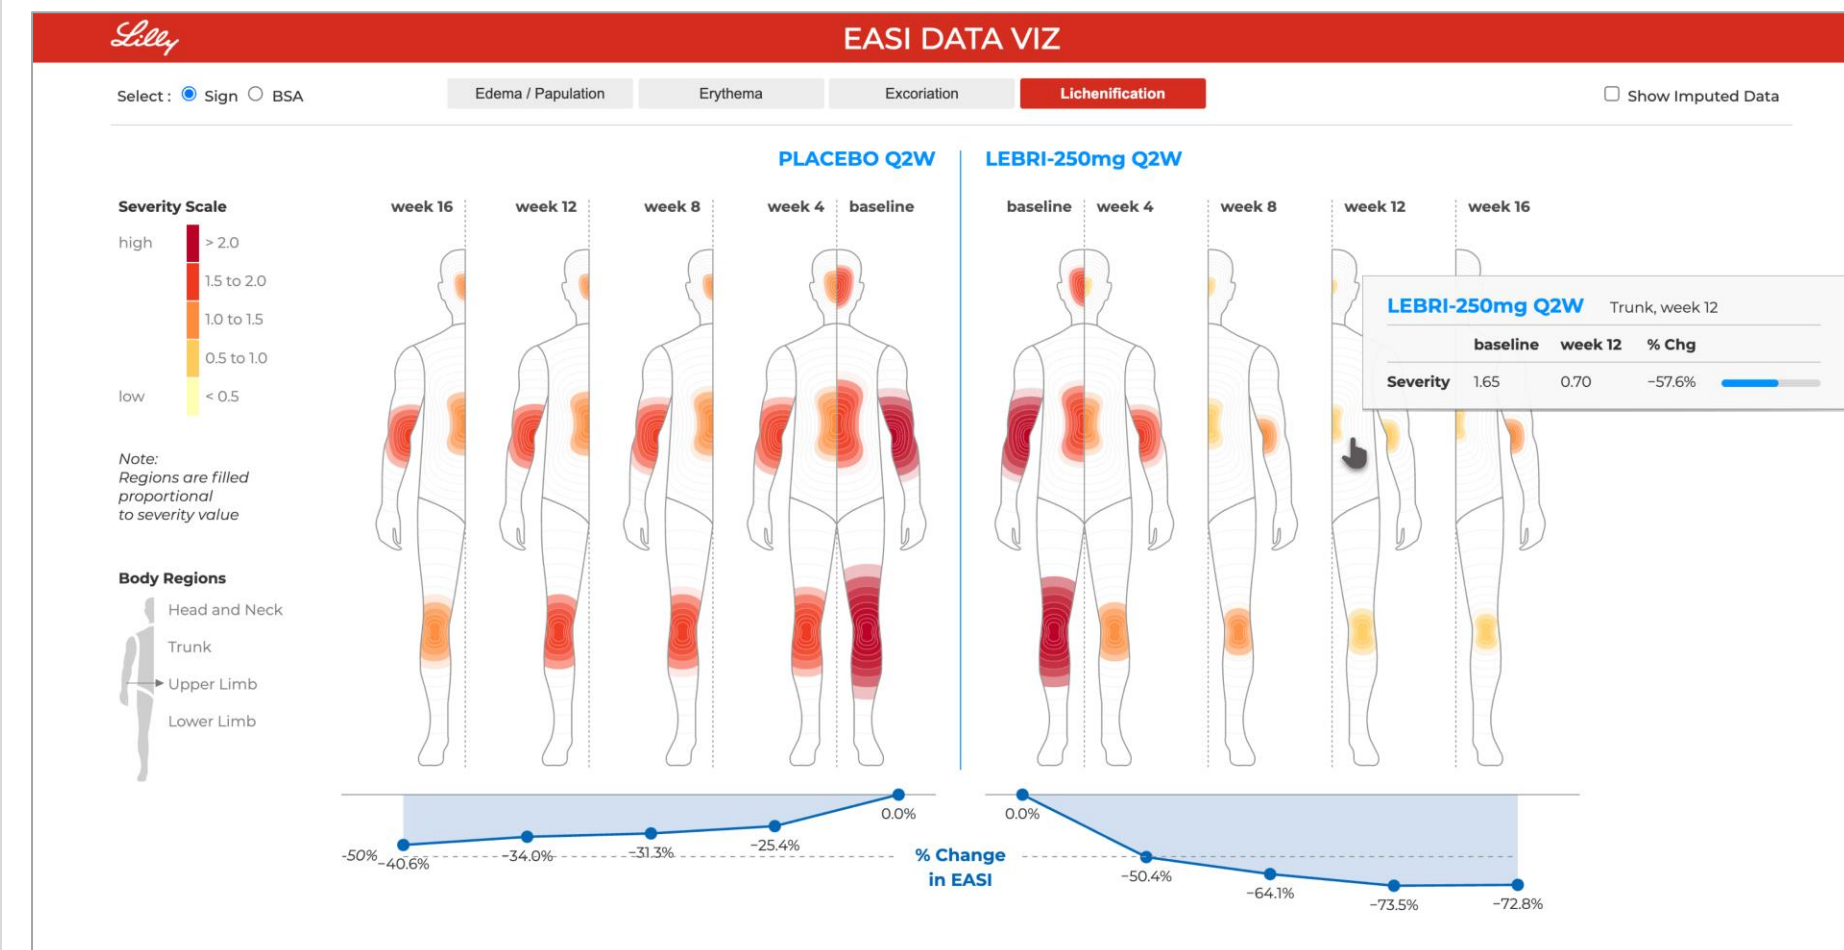 Lilly
EASI DATA VIZ
Select: Sign BSA
Edema / Papulation
Erythema
Excoriation
Lichenification
Show Imputed Data
PLACEBO Q2W
LEBRI-250mg Q2W
Severity Scale
high
> 2.0
1.5 to 2.0
1.0 to 1.5
0.5 to 1.0
low
< 0.5
Note:
Regions are filled
proportional
to severity value
Body Regions
Head and Neck
Trunk
Upper Limb
Lower Limb
week 16
week 12
week 8
week 4
baseline
baseline
week 4
week 8
week 12
week 16
LEBRI-250mg Q2W Trunk, week 12
baseline week 12 % Chg
Severity 1.65 0.70 −57.6%
-50%
−40.6%
−34.0%
−31.3%
−25.4%
0.0%
% Change
in EASI
0.0%
−50.4%
−64.1%
−73.5%
−72.8%